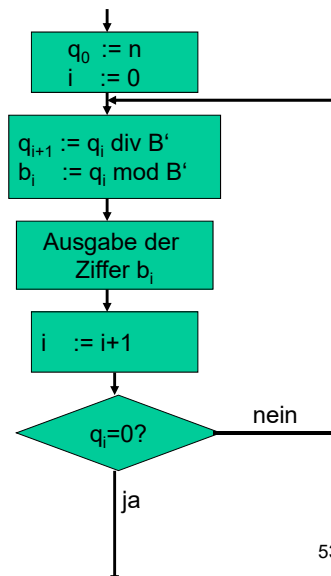 q₀ := n
i := 0
qᵢ₊₁ := qᵢ div B‘
bᵢ := qᵢ mod B‘
Ausgabe der
Ziffer bᵢ
i := i+1
qᵢ=0?
nein
ja
53